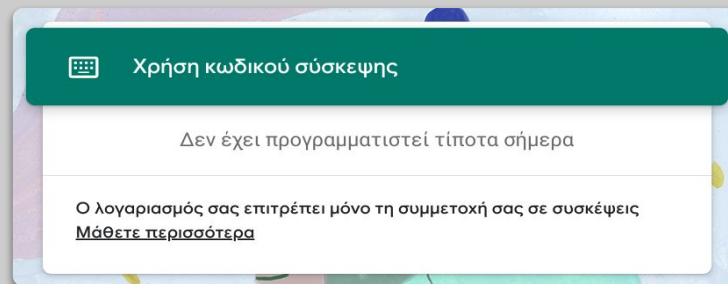 Χρήση κωδικού σύσκεψης
Δεν έχει προγραμματιστεί τίποτα σήμερα
Ο λογαριασμός σας επιτρέπει μόνο τη συμμετοχή σας σε συσκέψεις
Μάθετε περισσότερα